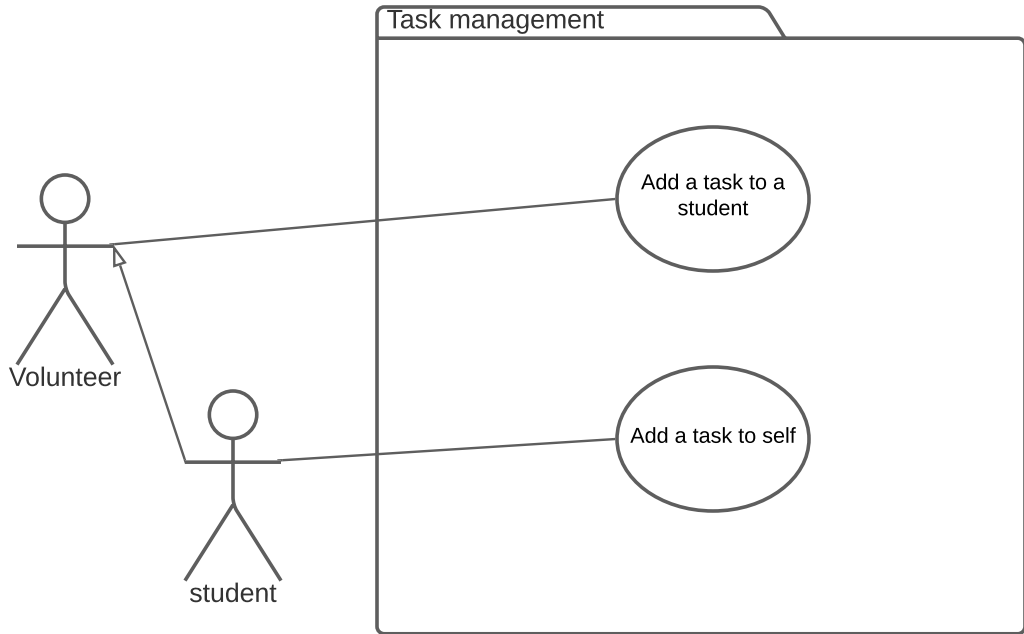 Task management
Add a task to a
student
Volunteer
Add a task to self
student